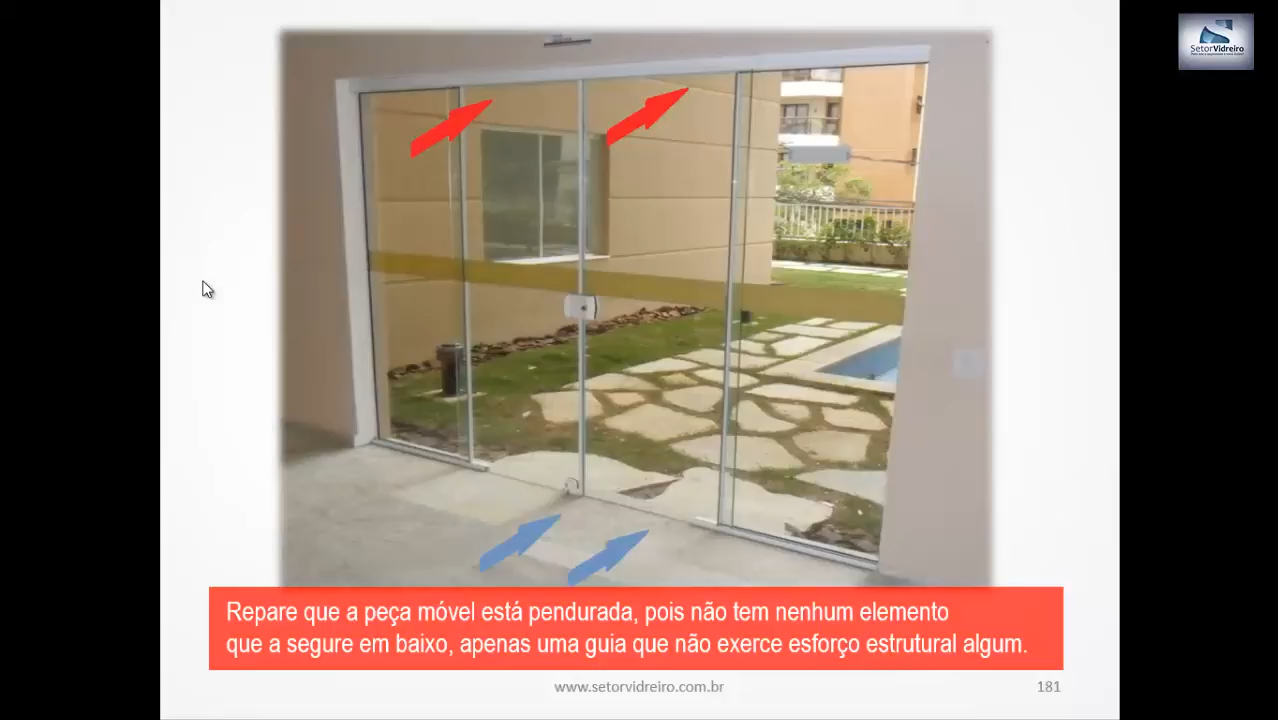 SetorVidreiro
Repare que a peça móvel está pendurada, pois não tem nenhum elemento
que a segure em baixo, apenas uma guia que não exerce esforço estrutural algum.
www.setorvidreiro.com.br
181